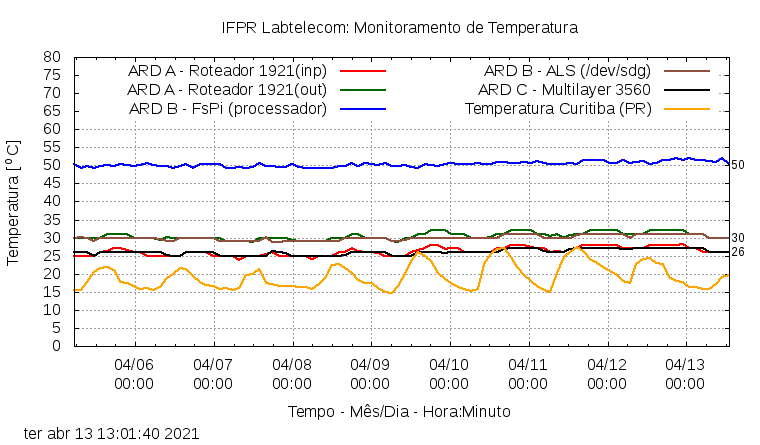 IFPR Labtelecom: Monitoramento de Temperatura
Temperatura [ ° C]
80
75
70
65
60
55
50
45
40
35
30
25
20
15
10
5
0
ARD A - Roteador 1921(inp)
ARD A - Roteador 1921(out)
ARD B - FsPi (processador)
ARD B - ALS (/dev/sdg)
ARD C - Multilayer 3560
Temperatura Curitiba (PR)
50
30
26
04/06 04/07 04/08 04/09 04/10 04/11 04/12 04/13
00:00 00:00 00:00 00:00 00:00 00:00 00:00 00:00
Tempo - Mês/Dia - Hora:Minuto
ter abr 13 13:01:40 2021